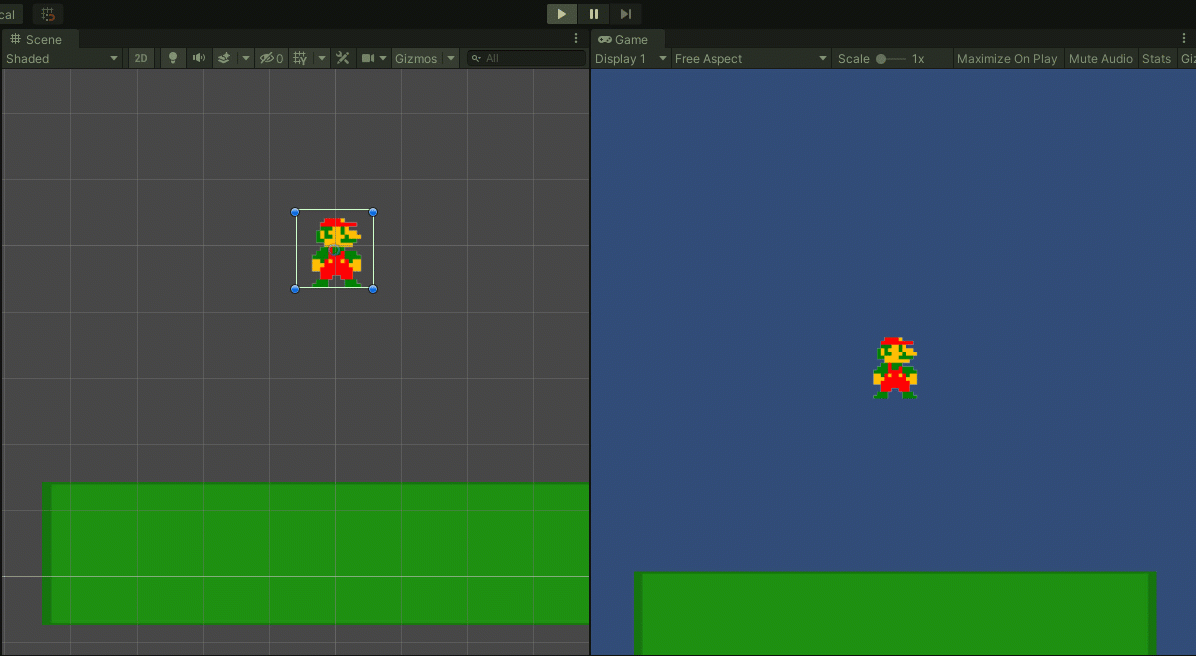 cal
Scene
Game
Shaded 2D 0 Gizmos All
Display 1 Free Aspect Scale 1x Maximize On Play Mute Audio Stats Giz